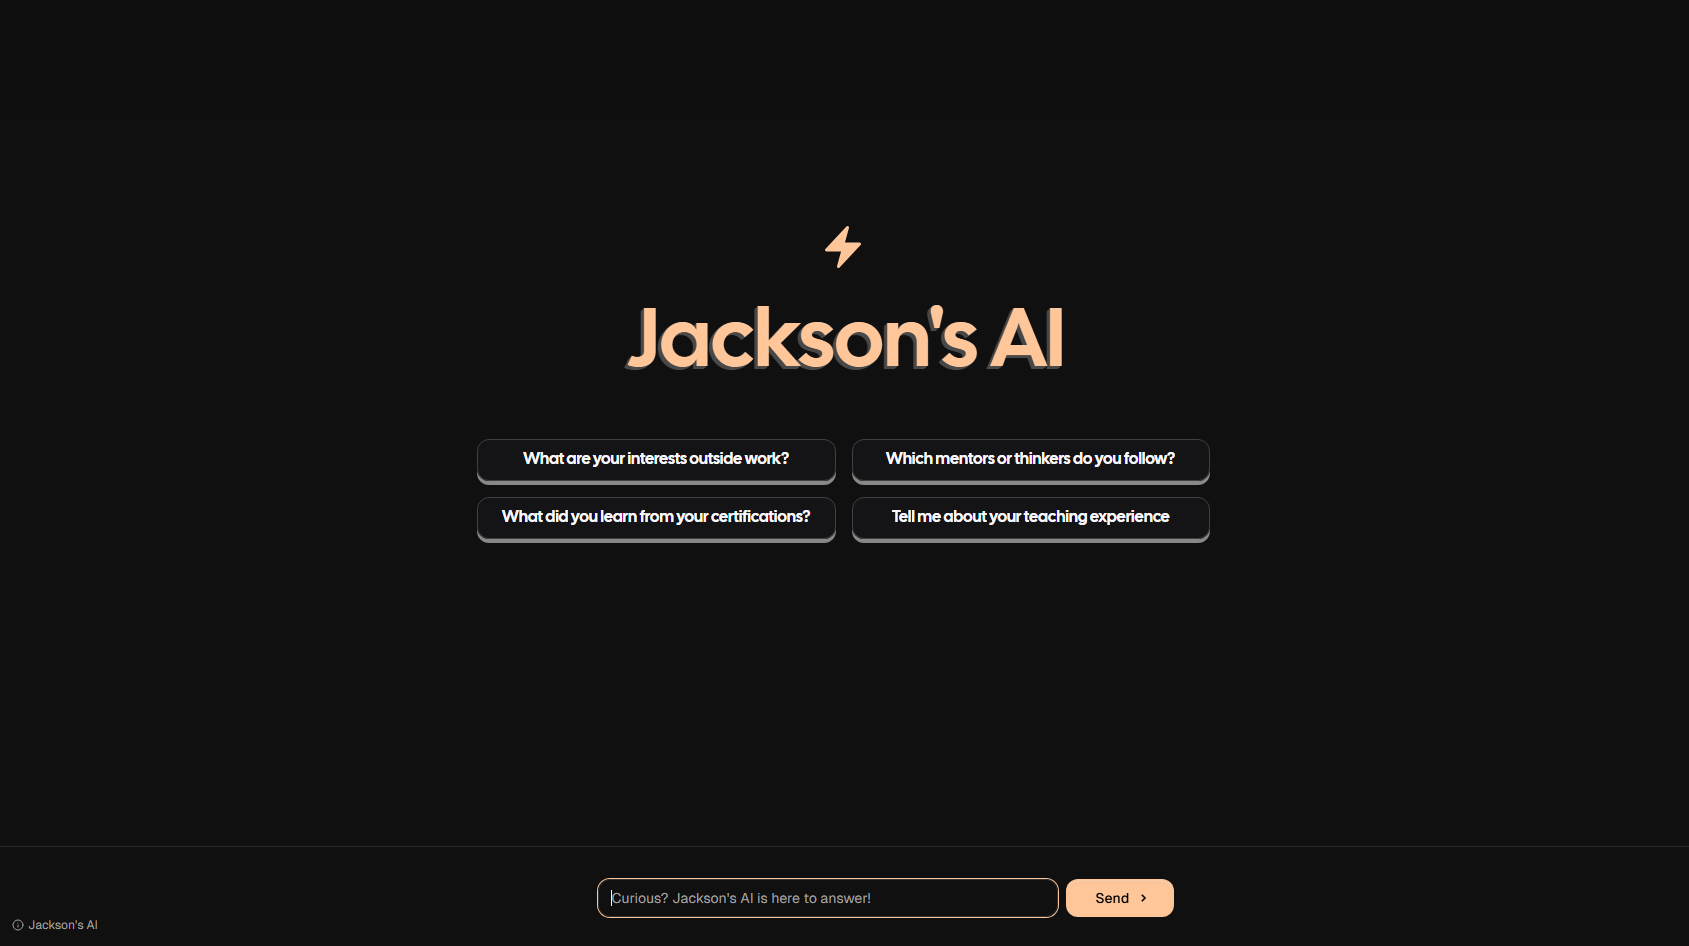 Jackson's AI
What are your interests outside work?
Which mentors or thinkers do you follow?
What did you learn from your certifications?
Tell me about your teaching experience
Curious? Jackson's AI is here to answer!
Send
Jackson's AI